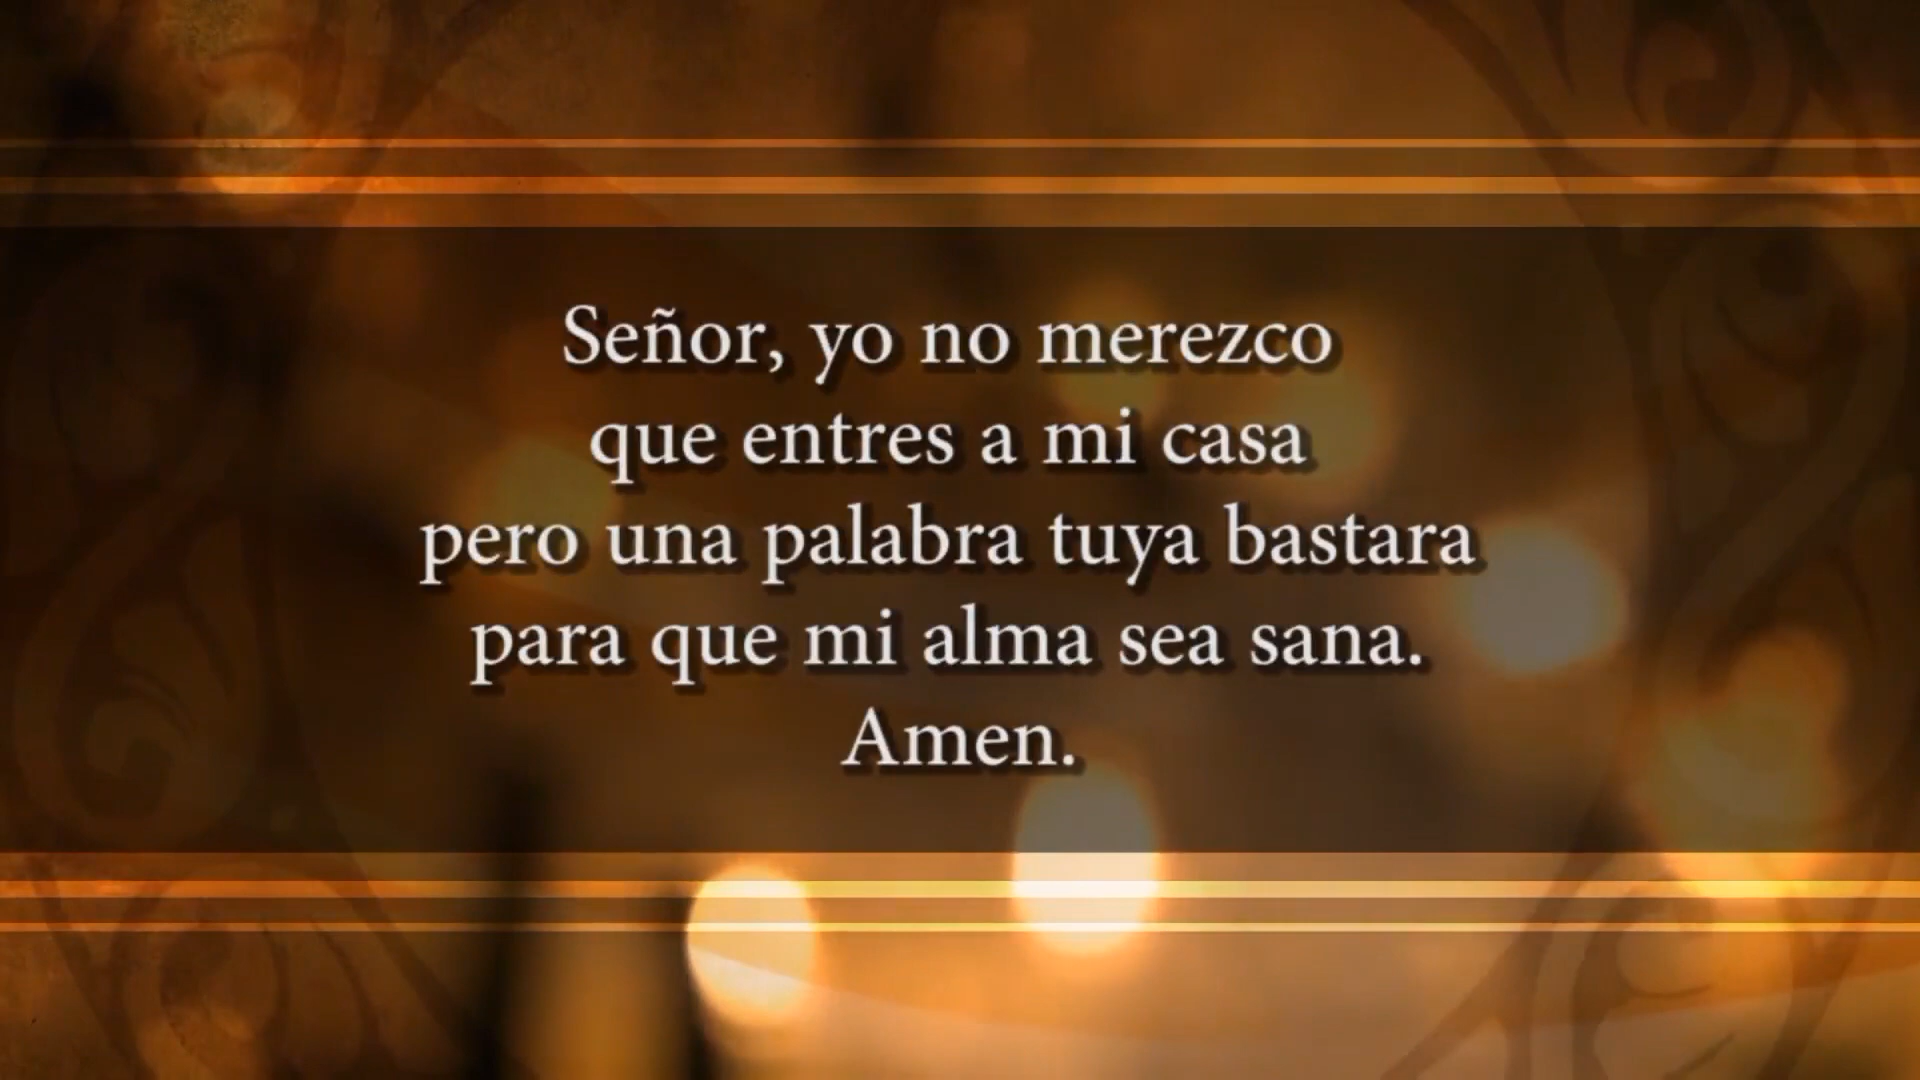 Señor, yo no merezco
que entres a mi casa
pero una palabra tuya bastara
para que mi alma sea sana.
Amen.